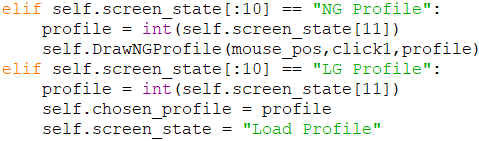 elif self.screen_state[:10] == "NG Profile":
    profile = int(self.screen_state[11])
    self.DrawNGProfile(mouse_pos,click1,profile)
elif self.screen_state[:10] == "LG Profile":
    profile = int(self.screen_state[11])
    self.chosen_profile = profile
    self.screen_state = "Load Profile"